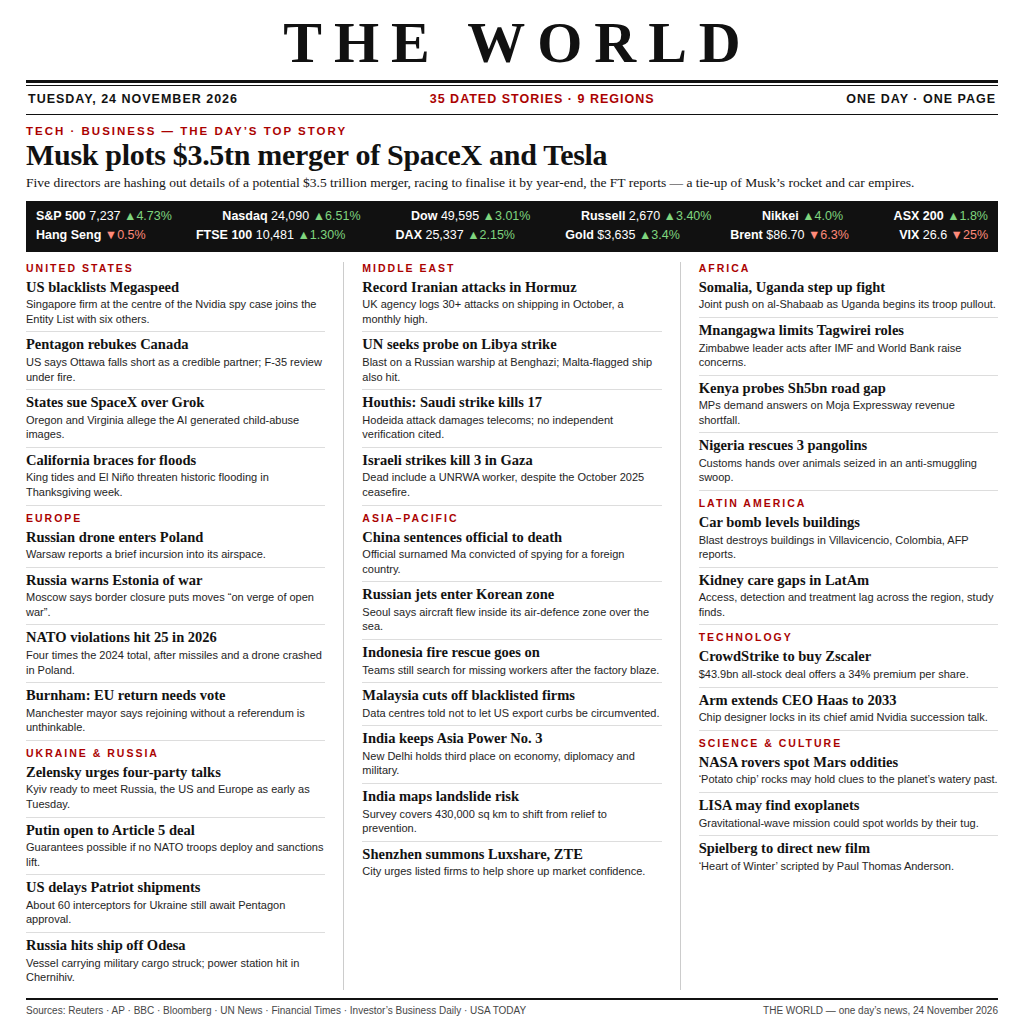 THE WORLD
TUESDAY, 24 NOVEMBER 2026
35 DATED STORIES · 9 REGIONS
ONE DAY · ONE PAGE
TECH · BUSINESS — THE DAY'S TOP STORY
Musk plots $3.5tn merger of SpaceX and Tesla
Five directors are hashing out details of a potential $3.5 trillion merger, racing to finalise it by year-end, the FT reports — a tie-up of Musk's rocket and car empires.
S&P 500 7,237 ▲4.73% Nasdaq 24,090 ▲6.51% Dow 49,595 ▲3.01% Russell 2,670 ▲3.40% Nikkei ▲4.0% ASX 200 ▲1.8%
Hang Seng ▼0.5% FTSE 100 10,481 ▲1.30% DAX 25,337 ▲2.15% Gold $3,635 ▲3.4% Brent $86.70 ▼6.3% VIX 26.6 ▼25%
UNITED STATES
US blacklists Megaspeed
Singapore firm at the centre of the Nvidia spy case joins the
Entity List with six others.
Pentagon rebukes Canada
US says Ottawa falls short as a credible partner; F-35 review
under fire.
States sue SpaceX over Grok
Oregon and Virginia allege the AI generated child-abuse
images.
California braces for floods
King tides and El Niño threaten historic flooding in
Thanksgiving week.
EUROPE
Russian drone enters Poland
Warsaw reports a brief incursion into its airspace.
Russia warns Estonia of war
Moscow says border closure puts moves “on verge of open
war”.
NATO violations hit 25 in 2026
Four times the 2024 total, after missiles and a drone crashed
in Poland.
Burnham: EU return needs vote
Manchester mayor says rejoining without a referendum is
unthinkable.
UKRAINE & RUSSIA
Zelensky urges four-party talks
Kyiv ready to meet Russia, the US and Europe as early as
Tuesday.
Putin open to Article 5 deal
Guarantees possible if no NATO troops deploy and sanctions
lift.
US delays Patriot shipments
About 60 interceptors for Ukraine still await Pentagon
approval.
Russia hits ship off Odesa
Vessel carrying military cargo struck; power station hit in
Chernihiv.
MIDDLE EAST
Record Iranian attacks in Hormuz
UK agency logs 30+ attacks on shipping in October, a
monthly high.
UN seeks probe on Libya strike
Blast on a Russian warship at Benghazi; Malta-flagged ship
also hit.
Houthis: Saudi strike kills 17
Hodeida attack damages telecoms; no independent
verification cited.
Israeli strikes kill 3 in Gaza
Dead include a UNRWA worker, despite the October 2025
ceasefire.
ASIA–PACIFIC
China sentences official to death
Official surnamed Ma convicted of spying for a foreign
country.
Russian jets enter Korean zone
Seoul says aircraft flew inside its air-defence zone over the
sea.
Indonesia fire rescue goes on
Teams still search for missing workers after the factory blaze.
Malaysia cuts off blacklisted firms
Data centres told not to let US export curbs be circumvented.
India keeps Asia Power No. 3
New Delhi holds third place on economy, diplomacy and
military.
India maps landslide risk
Survey covers 430,000 sq km to shift from relief to
prevention.
Shenzhen summons Luxshare, ZTE
City urges listed firms to help shore up market confidence.
AFRICA
Somalia, Uganda step up fight
Joint push on al-Shabaab as Uganda begins its troop pullout.
Mnangagwa limits Tagwirei roles
Zimbabwe leader acts after IMF and World Bank raise
concerns.
Kenya probes Sh5bn road gap
MPs demand answers on Moja Expressway revenue
shortfall.
Nigeria rescues 3 pangolins
Customs hands over animals seized in an anti-smuggling
swoop.
LATIN AMERICA
Car bomb levels buildings
Blast destroys buildings in Villavicencio, Colombia, AFP
reports.
Kidney care gaps in LatAm
Access, detection and treatment lag across the region, study
finds.
TECHNOLOGY
CrowdStrike to buy Zscaler
$43.9bn all-stock deal offers a 34% premium per share.
Arm extends CEO Haas to 2033
Chip designer locks in its chief amid Nvidia succession talk.
SCIENCE & CULTURE
NASA rovers spot Mars oddities
‘Potato chip’ rocks may hold clues to the planet’s watery past.
LISA may find exoplanets
Gravitational-wave mission could spot worlds by their tug.
Spielberg to direct new film
‘Heart of Winter’ scripted by Paul Thomas Anderson.
Sources: Reuters · AP · BBC · Bloomberg · UN News · Financial Times · Investor’s Business Daily · USA TODAY
THE WORLD — one day’s news, 24 November 2026